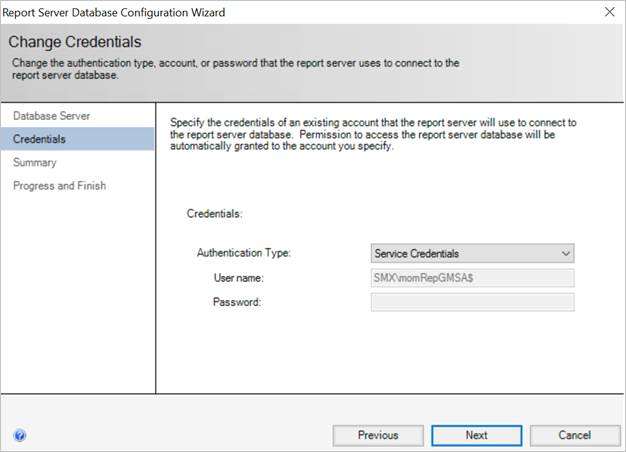 Report Server Database Configuration Wizard
Change Credentials
Change the authentication type, account, or password that the report server uses to connect to the
report server database.
Database Server
Credentials
Summary
Progress and Finish
Specify the credentials of an existing account that the report server will use to connect to
the report server database.  Permission to access the report server database will be
automatically granted to the account you specify.
Credentials:
Authentication Type: Service Credentials
User name: SMX\momRepGMSA$
Password:
Previous Next Cancel